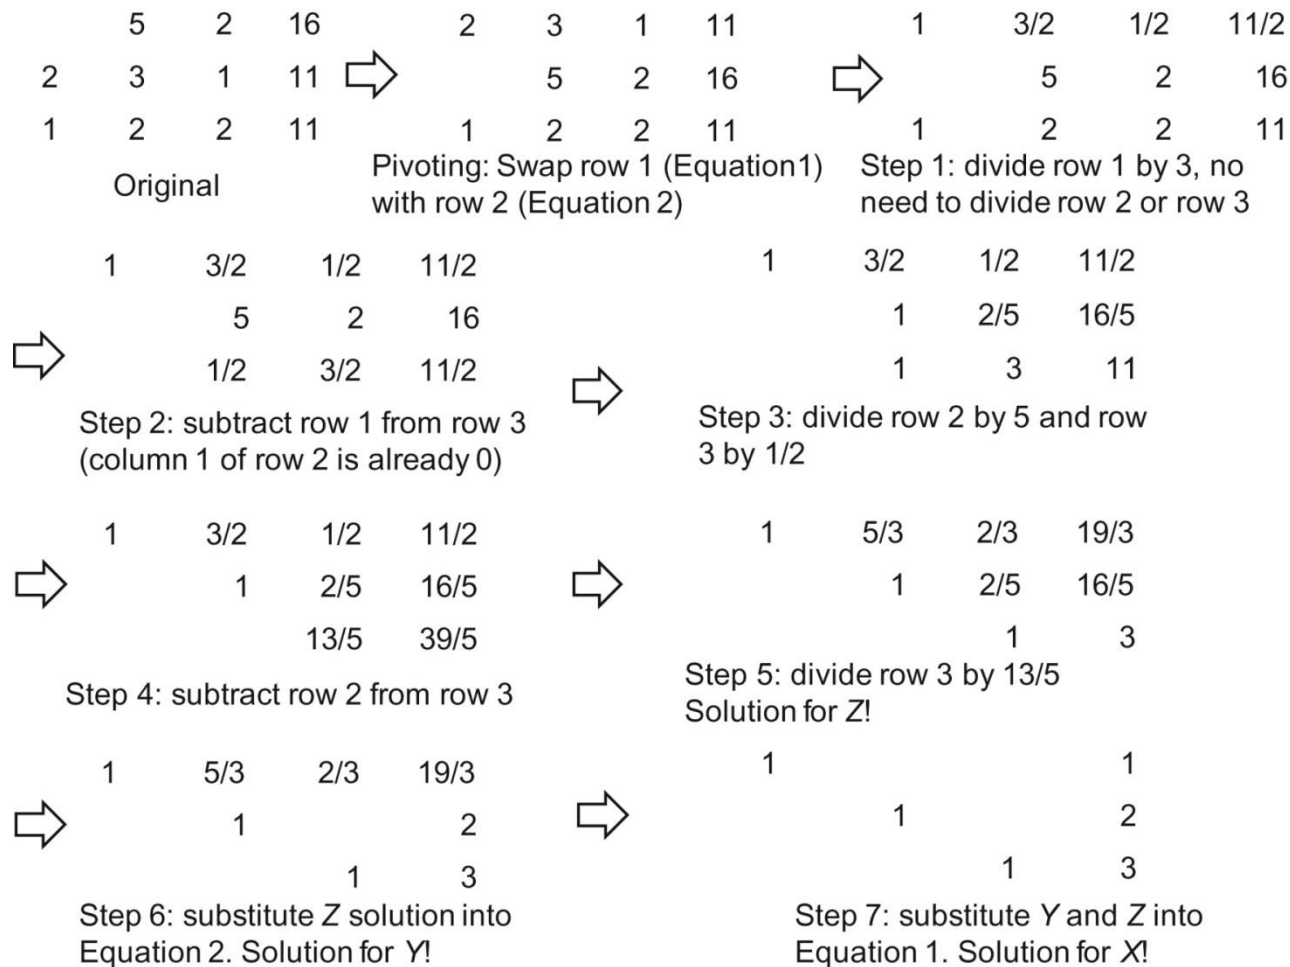 5 2 16
2 3 1 11
1 2 2 11
Original
2 3 1 11
5 2 16
1 2 2 11
Pivoting: Swap row 1 (Equation1)
with row 2 (Equation 2)
1 3/2 1/2 11/2
5 2 16
1 2 2 11
Step 1: divide row 1 by 3, no
need to divide row 2 or row 3
1 3/2 1/2 11/2
5 2 16
1/2 3/2 11/2
Step 2: subtract row 1 from row 3
(column 1 of row 2 is already 0)
1 3/2 1/2 11/2
1 2/5 16/5
1 3 11
Step 3: divide row 2 by 5 and row
3 by 1/2
1 3/2 1/2 11/2
1 2/5 16/5
13/5 39/5
Step 4: subtract row 2 from row 3
1 5/3 2/3 19/3
1 2/5 16/5
1 3
Step 5: divide row 3 by 13/5
Solution for Z!
1 5/3 2/3 19/3
1 2
1 3
Step 6: substitute Z solution into
Equation 2. Solution for Y!
1 1
1 2
1 3
Step 7: substitute Y and Z into
Equation 1. Solution for X!